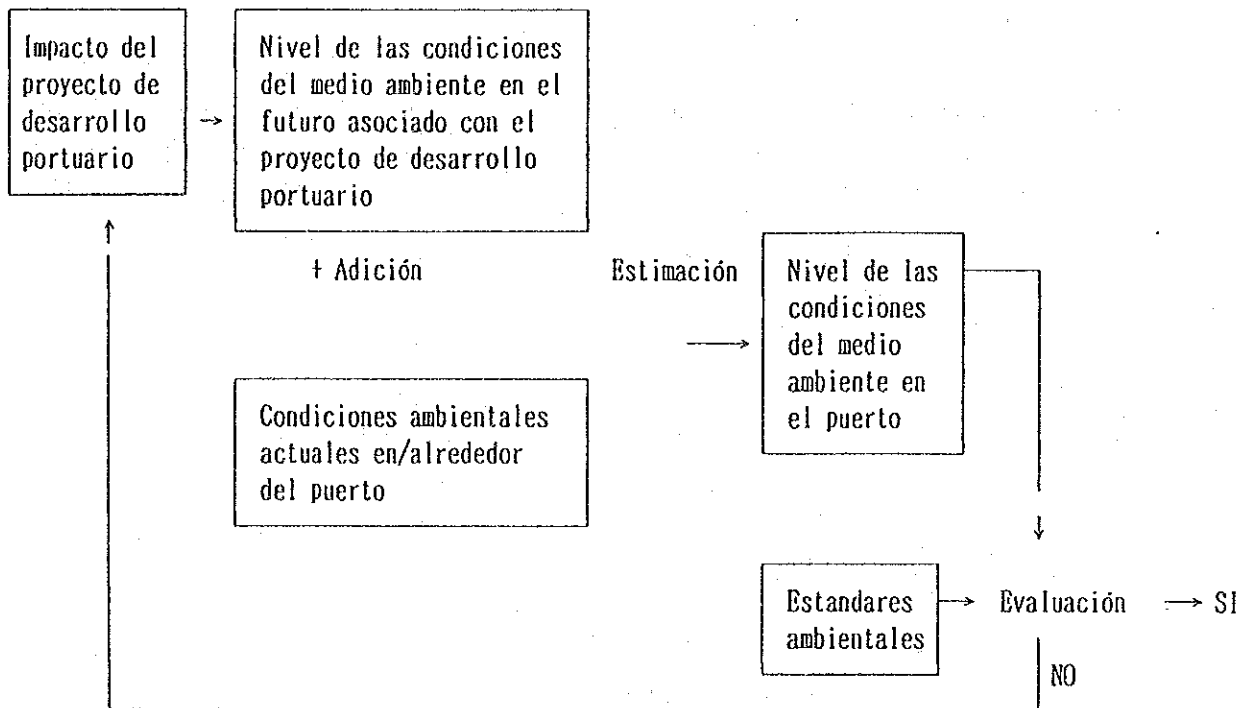 Impacto del
proyecto de
desarrollo
portuario
Nivel de las condiciones
del medio ambiente en el
futuro asociado con el
proyecto de desarrollo
portuario
+ Adición
Condiciones ambientales
actuales en/alrededor
del puerto
Estimación
Nivel de las
condiciones
del medio
ambiente en
el puerto
Estandares
ambientales
Evaluación
SI
NO